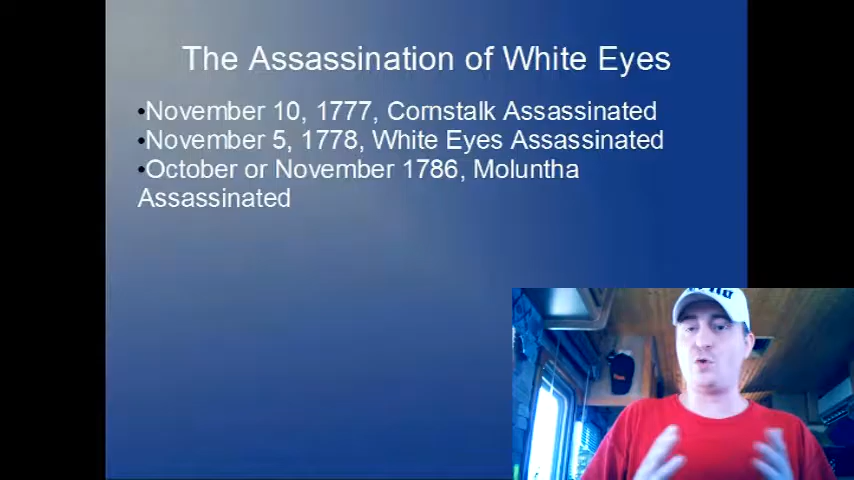 The Assassination of White Eyes
•November 10, 1777, Cornstalk Assassinated
•November 5, 1778, White Eyes Assassinated
•October or November 1786, Moluntha
Assassinated